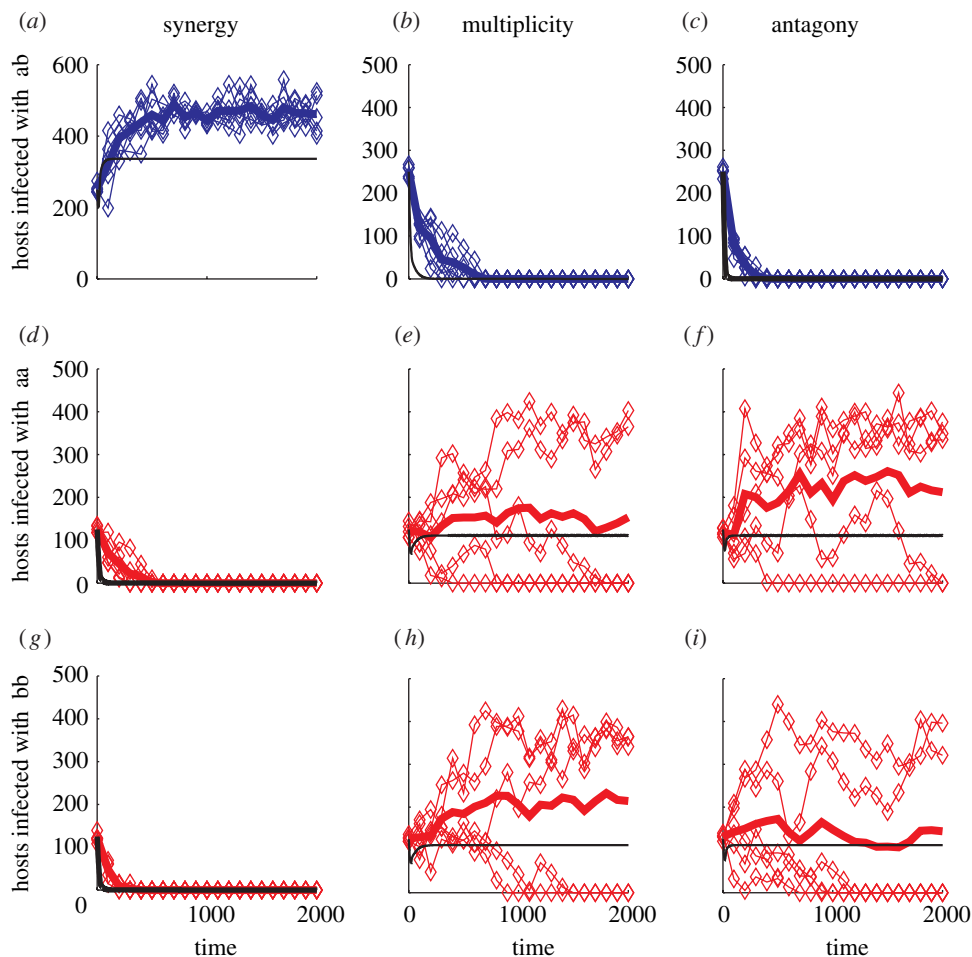 (a) synergy (b) multiplicity (c) antagony
hosts infected with ab
600
400
200
0
500
400
300
200
100
0
500
400
300
200
100
0
(d) (e) (f)
hosts infected with aa
500
400
300
200
100
0
(g) (h) (i)
hosts infected with bb
500
400
300
200
100
0
0 1000 2000
0 1000 2000
0 1000 2000
time time time